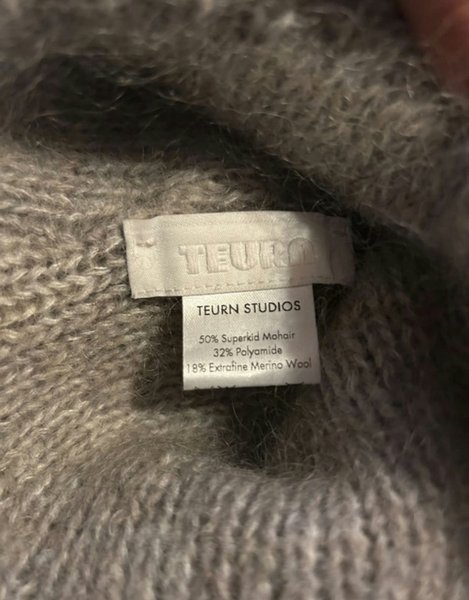 TEURN
TEURN STUDIOS
50% Superkid Mohair
32% Polyamide
18% Extrafine Merino Wool